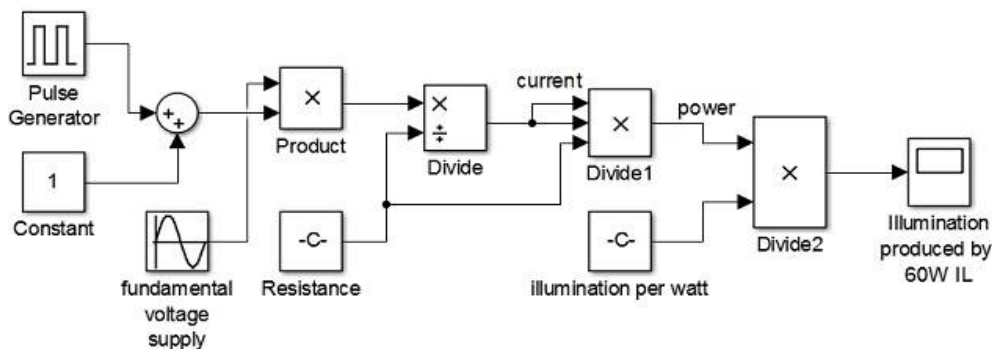 Pulse
Generator
1
Constant
fundamental
voltage
supply
Product
-C-
Resistance
Divide
current
Divide1
power
-C-
illumination per watt
Divide2
Illumination
produced by
60W IL